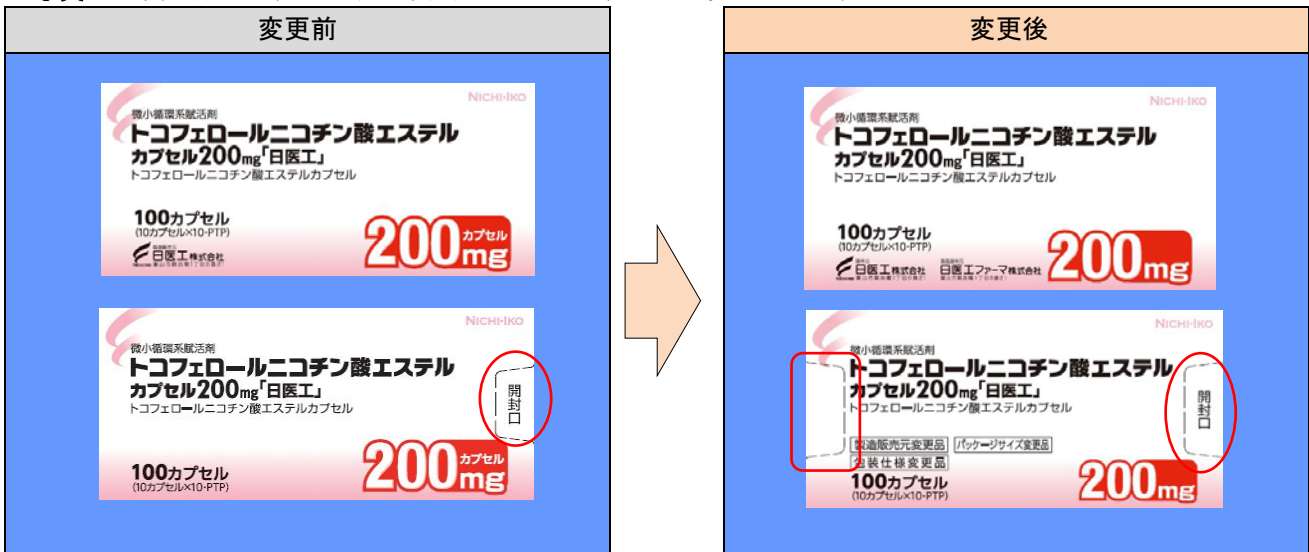 変更前
NICHI-IKO
微小循環系賦活剤
トコフェロールニコチン酸エステル
カプセル200mg「日医工」
トコフェロールニコチン酸エステルカプセル
100カプセル
(10カプセル×10-PTP)
日医工株式会社
200カプセルmg
NICHI-IKO
微小循環系賦活剤
トコフェロールニコチン酸エステル
カプセル200mg「日医工」
トコフェロールニコチン酸エステルカプセル
開封口
100カプセル
(10カプセル×10-PTP)
200カプセルmg
変更後
NICHI-IKO
微小循環系賦活剤
トコフェロールニコチン酸エステル
カプセル200mg「日医工」
トコフェロールニコチン酸エステルカプセル
100カプセル
(10カプセル×10-PTP)
日医工株式会社 日医工ファーマ株式会社
200mg
NICHI-IKO
微小循環系賦活剤
トコフェロールニコチン酸エステル
カプセル200mg「日医工」
トコフェロールニコチン酸エステルカプセル
開封口
製造販売元変更品 パッケージサイズ変更品
包装仕様変更品
100カプセル
(10カプセル×10-PTP)
200mg